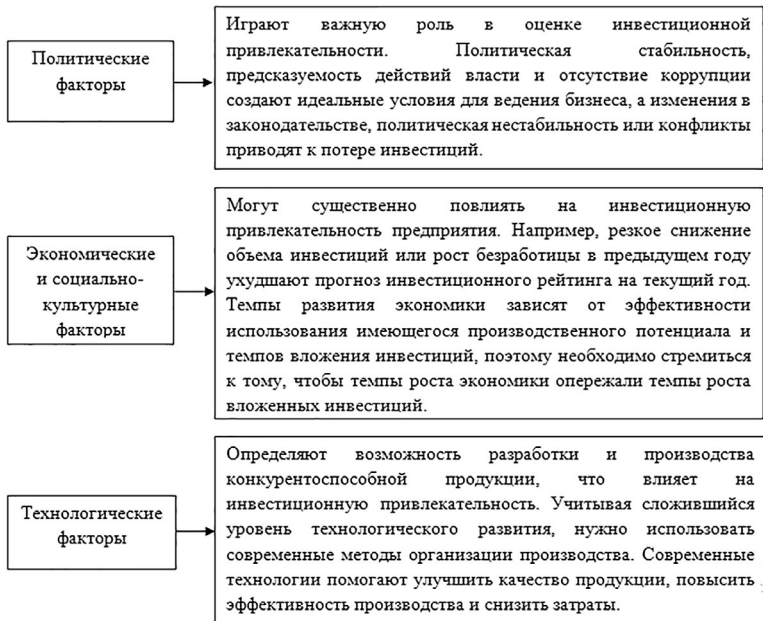 Политические
факторы
Играют важную роль в оценке инвестиционной
привлекательности. Политическая стабильность,
предсказуемость действий власти и отсутствие коррупции
создают идеальные условия для ведения бизнеса, а изменения в
законодательстве, политическая нестабильность или конфликты
приводят к потере инвестиций.
Экономические
и социально-
культурные
факторы
Могут существенно повлиять на инвестиционную
привлекательность предприятия. Например, резкое снижение
объема инвестиций или рост безработицы в предыдущем году
ухудшают прогноз инвестиционного рейтинга на текущий год.
Темпы развития экономики зависят от эффективности
использования имеющегося производственного потенциала и
темпов вложения инвестиций, поэтому необходимо стремиться
к тому, чтобы темпы роста экономики опережали темпы роста
вложенных инвестиций.
Технологические
факторы
Определяют возможность разработки и производства
конкурентоспособной продукции, что влияет на
инвестиционную привлекательность. Учитывая сложившийся
уровень технологического развития, нужно использовать
современные методы организации производства. Современные
технологии помогают улучшить качество продукции, повысить
эффективность производства и снизить затраты.